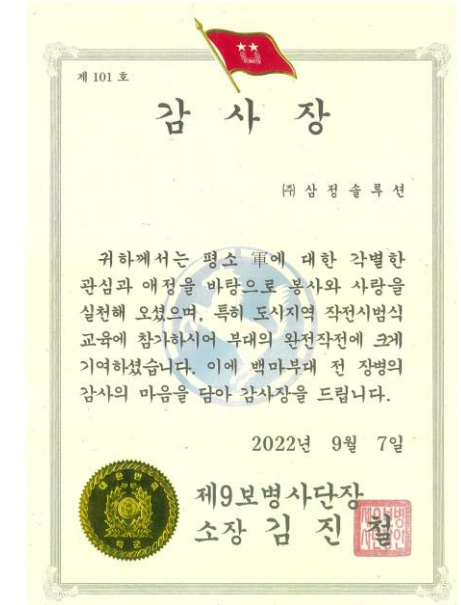 제 101 호
감 사 장
㈜ 삼 정 솔 루 션
귀하께서는 평소 軍에 대한 각별한
관심과 애정을 바탕으로 봉사와 사랑을
실천해 오셨으며, 특히 도시지역 작전시범식
교육에 참가하시어 부대의 완전작전에 크게
기여하셨습니다. 이에 백마부대 전 장병의
감사의 마음을 담아 감사장을 드립니다.
2022년 9월 7일
제9보병사단장
소장 김 진 철
대한민국
육군